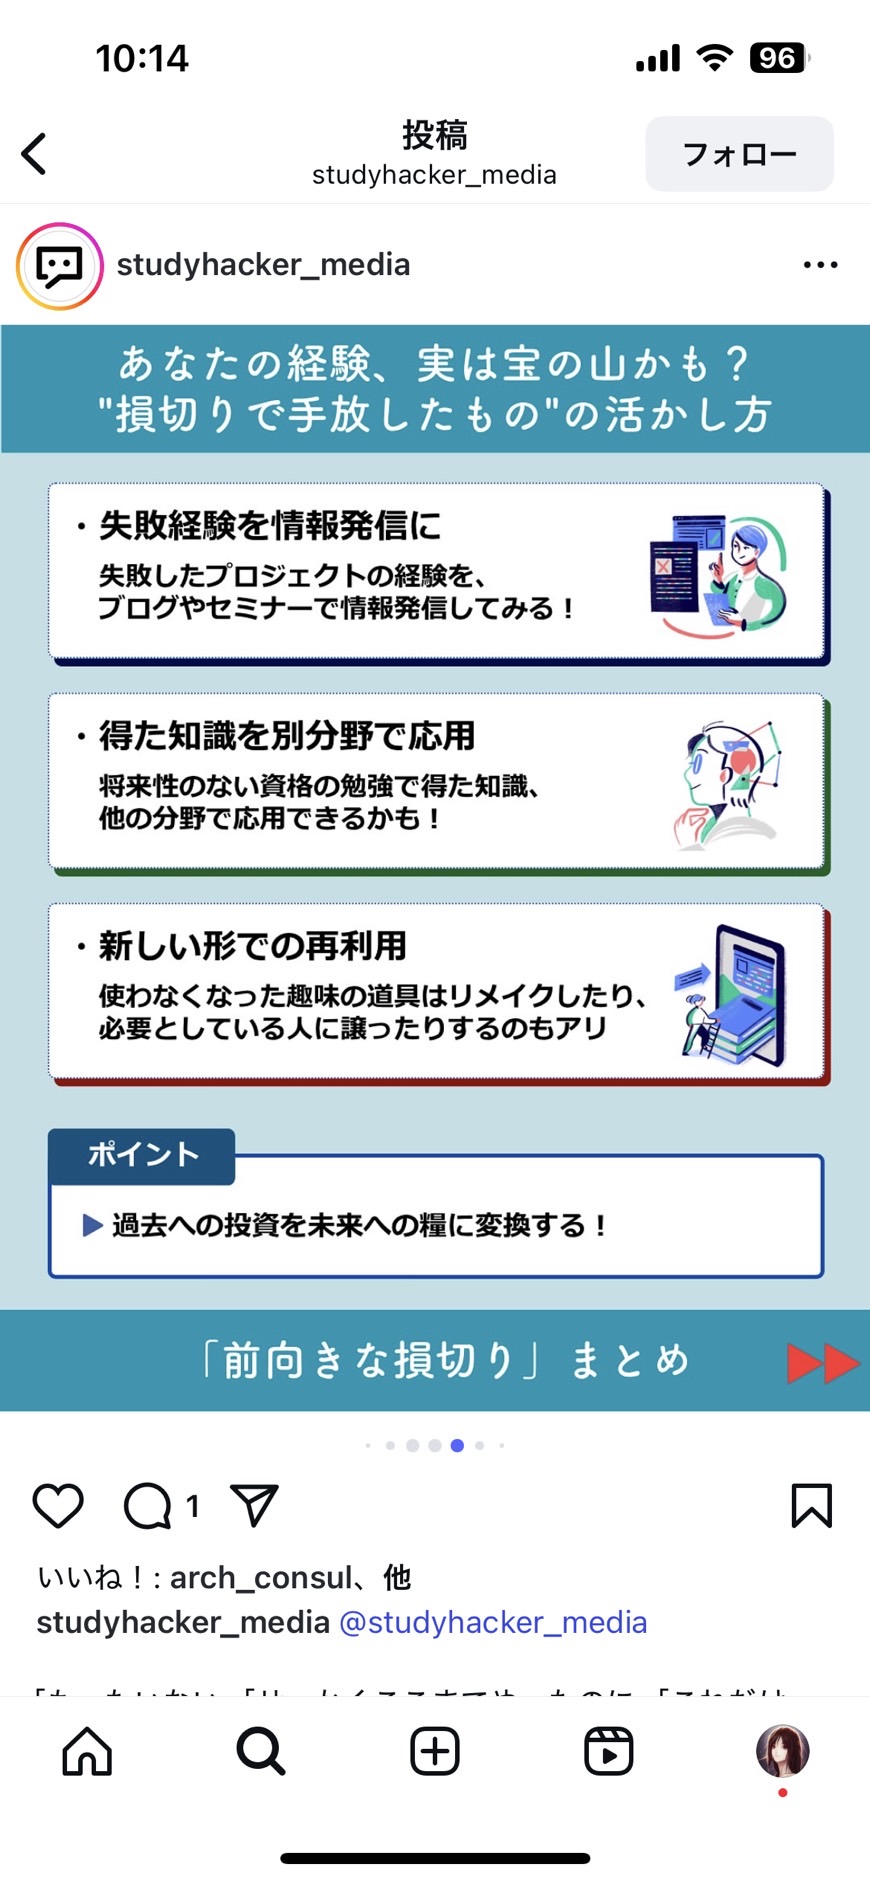 10:14
96
投稿
studyhacker_media
フォロー
studyhacker_media
あなたの経験、実は宝の山かも？
"損切りで手放したもの"の活かし方
・失敗経験を情報発信に
失敗したプロジェクトの経験を、
ブログやセミナーで情報発信してみる！
・得た知識を別分野で応用
将来性のない資格の勉強で得た知識、
他の分野で応用できるかも！
・新しい形での再利用
使わなくなった趣味の道具はリメイクしたり、
必要としている人に譲ったりするのもアリ
ポイント
▶過去への投資を未来への糧に変換する！
「前向きな損切り」まとめ
1
いいね！: arch_consul、他
studyhacker_media @studyhacker_media